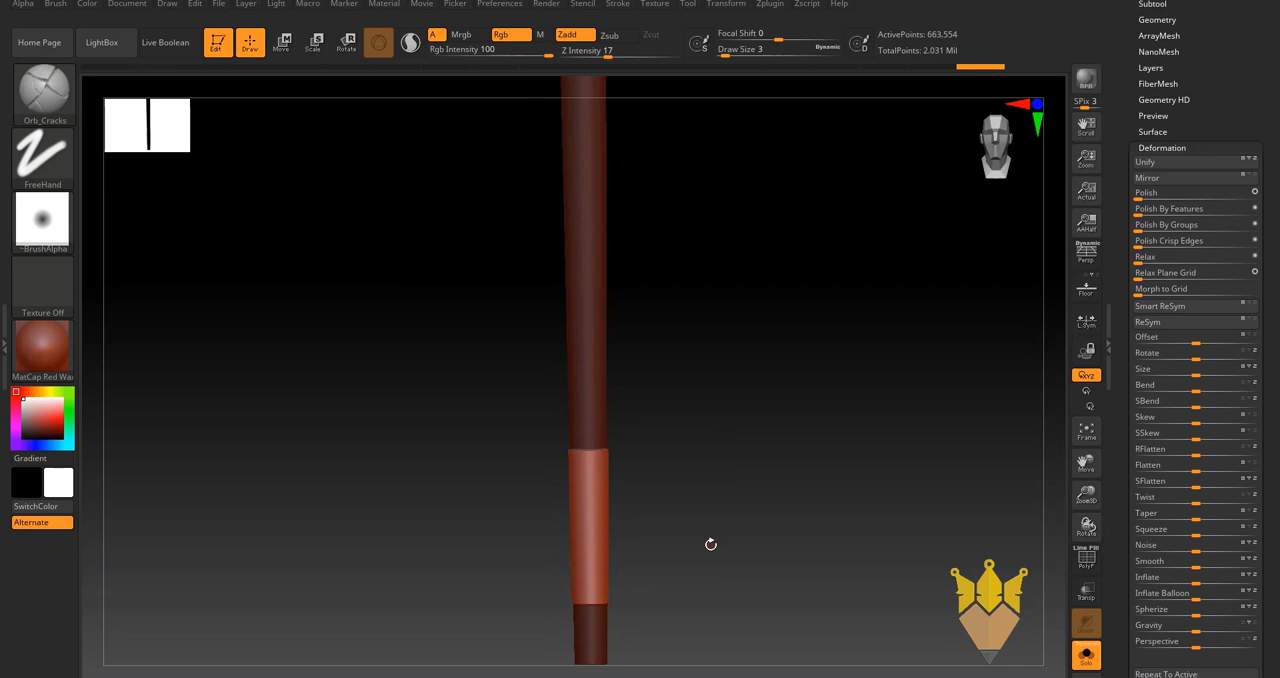 Alpha Brush Color Document Draw Edit File Layer Light Macro Marker Material Movie Picker Preferences Render Stencil Stroke Texture Tool Transform Zplugin Zscript Help
Home Page LightBox Live Boolean Edit Draw Move Scale Rotate
A Mrgb Rgb M Zadd Zsub Zcut
Rgb Intensity 100 Z Intensity 17
S Focal Shift 0
Draw Size 3 Dynamic D
ActivePoints: 663,554
TotalPoints: 2.031 Mil
Orb_Cracks
FreeHand
~BrushAlpha
Texture Off
MatCap Red Wax
Gradient
SwitchColor
Alternate
BPR
SPix 3
Scroll
Zoom
Actual
AAHalf
Dynamic
Persp
Floor
L.Sym
XYZ
Frame
Move
Zoom3D
Rotate
Line Fill
PolyF
Transp
Solo
Subtool
Geometry
ArrayMesh
NanoMesh
Layers
FiberMesh
Geometry HD
Preview
Surface
Deformation
Unify
Mirror
Polish
Polish By Features
Polish By Groups
Polish Crisp Edges
Relax
Relax Plane Grid
Morph to Grid
Smart ReSym
ReSym
Offset
Rotate
Size
Bend
SBend
Skew
SSkew
RFlatten
Flatten
SFlatten
Twist
Taper
Squeeze
Noise
Smooth
Inflate
Inflate Balloon
Spherize
Gravity
Perspective
Repeat To Active